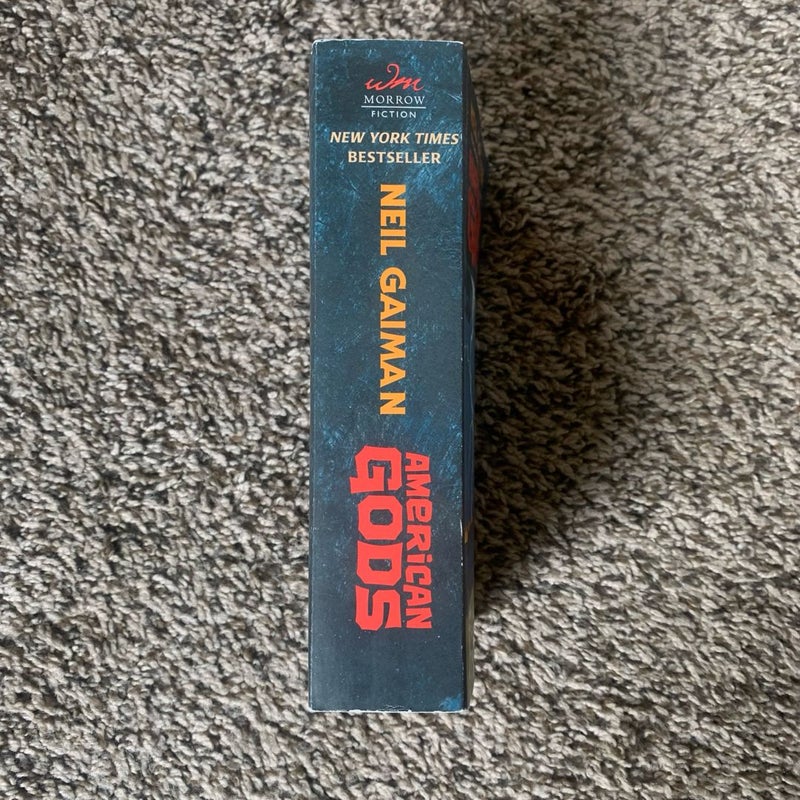 wm
MORROW
FICTION
NEW YORK TIMES
BESTSELLER
NEIL GAIMAN
AMERICAN
GODS